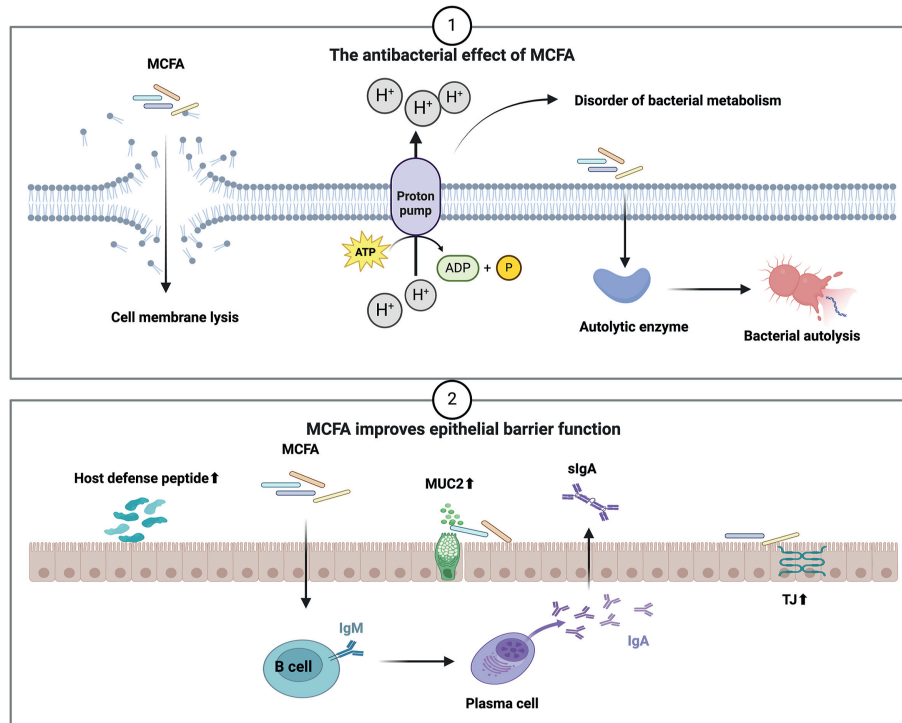 1
The antibacterial effect of MCFA
MCFA
H+
H+
H+
Disorder of bacterial metabolism
Proton
pump
ATP
ADP + P
H+
H+
Cell membrane lysis
Autolytic enzyme
Bacterial autolysis
2
MCFA improves epithelial barrier function
MCFA
Host defense peptide⬆
MUC2⬆
sIgA
TJ⬆
IgM
B cell
IgA
Plasma cell